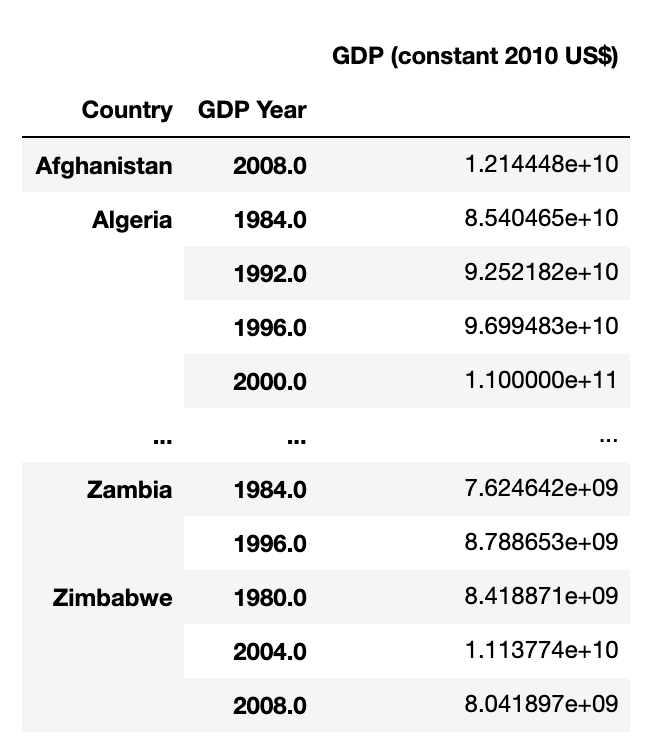 GDP (constant 2010 US$)
Country GDP Year
Afghanistan 2008.0 1.214448e+10
Algeria 1984.0 8.540465e+10
1992.0 9.252182e+10
1996.0 9.699483e+10
2000.0 1.100000e+11
... ... ...
Zambia 1984.0 7.624642e+09
1996.0 8.788653e+09
Zimbabwe 1980.0 8.418871e+09
2004.0 1.113774e+10
2008.0 8.041897e+09